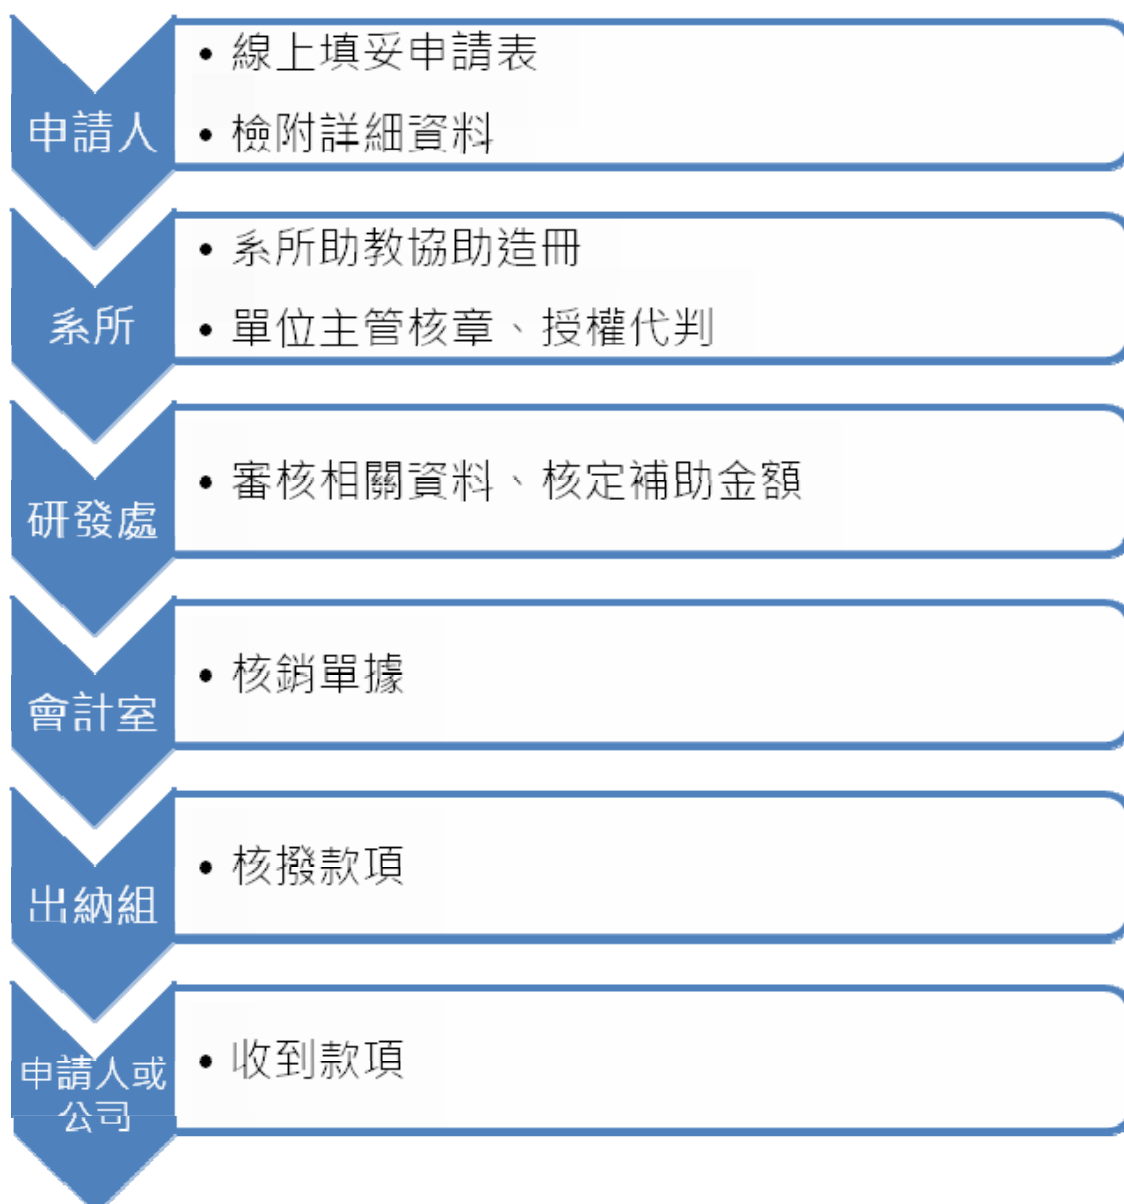 申請人
• 線上填妥申請表
• 檢附詳細資料
系所
• 系所助教協助造冊
• 單位主管核章、授權代判
研發處
• 審核相關資料、核定補助金額
會計室
• 核銷單據
出納組
• 核撥款項
申請人或
公司
• 收到款項